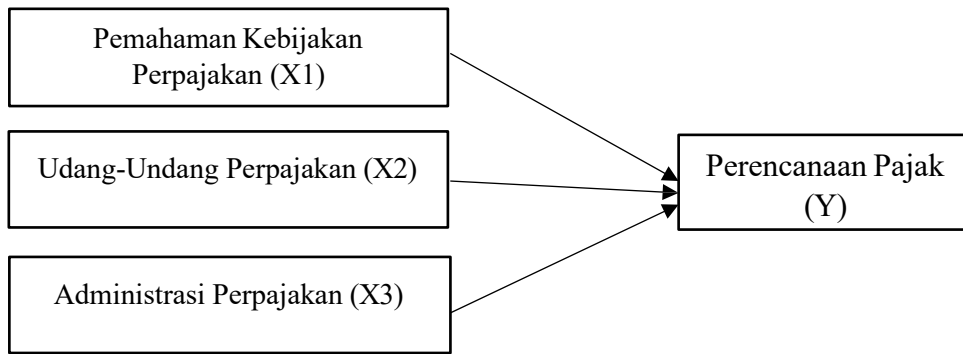 Pemahaman Kebijakan
Perpajakan (X1)
Udang-Undang Perpajakan (X2)
Perencanaan Pajak
(Y)
Administrasi Perpajakan (X3)